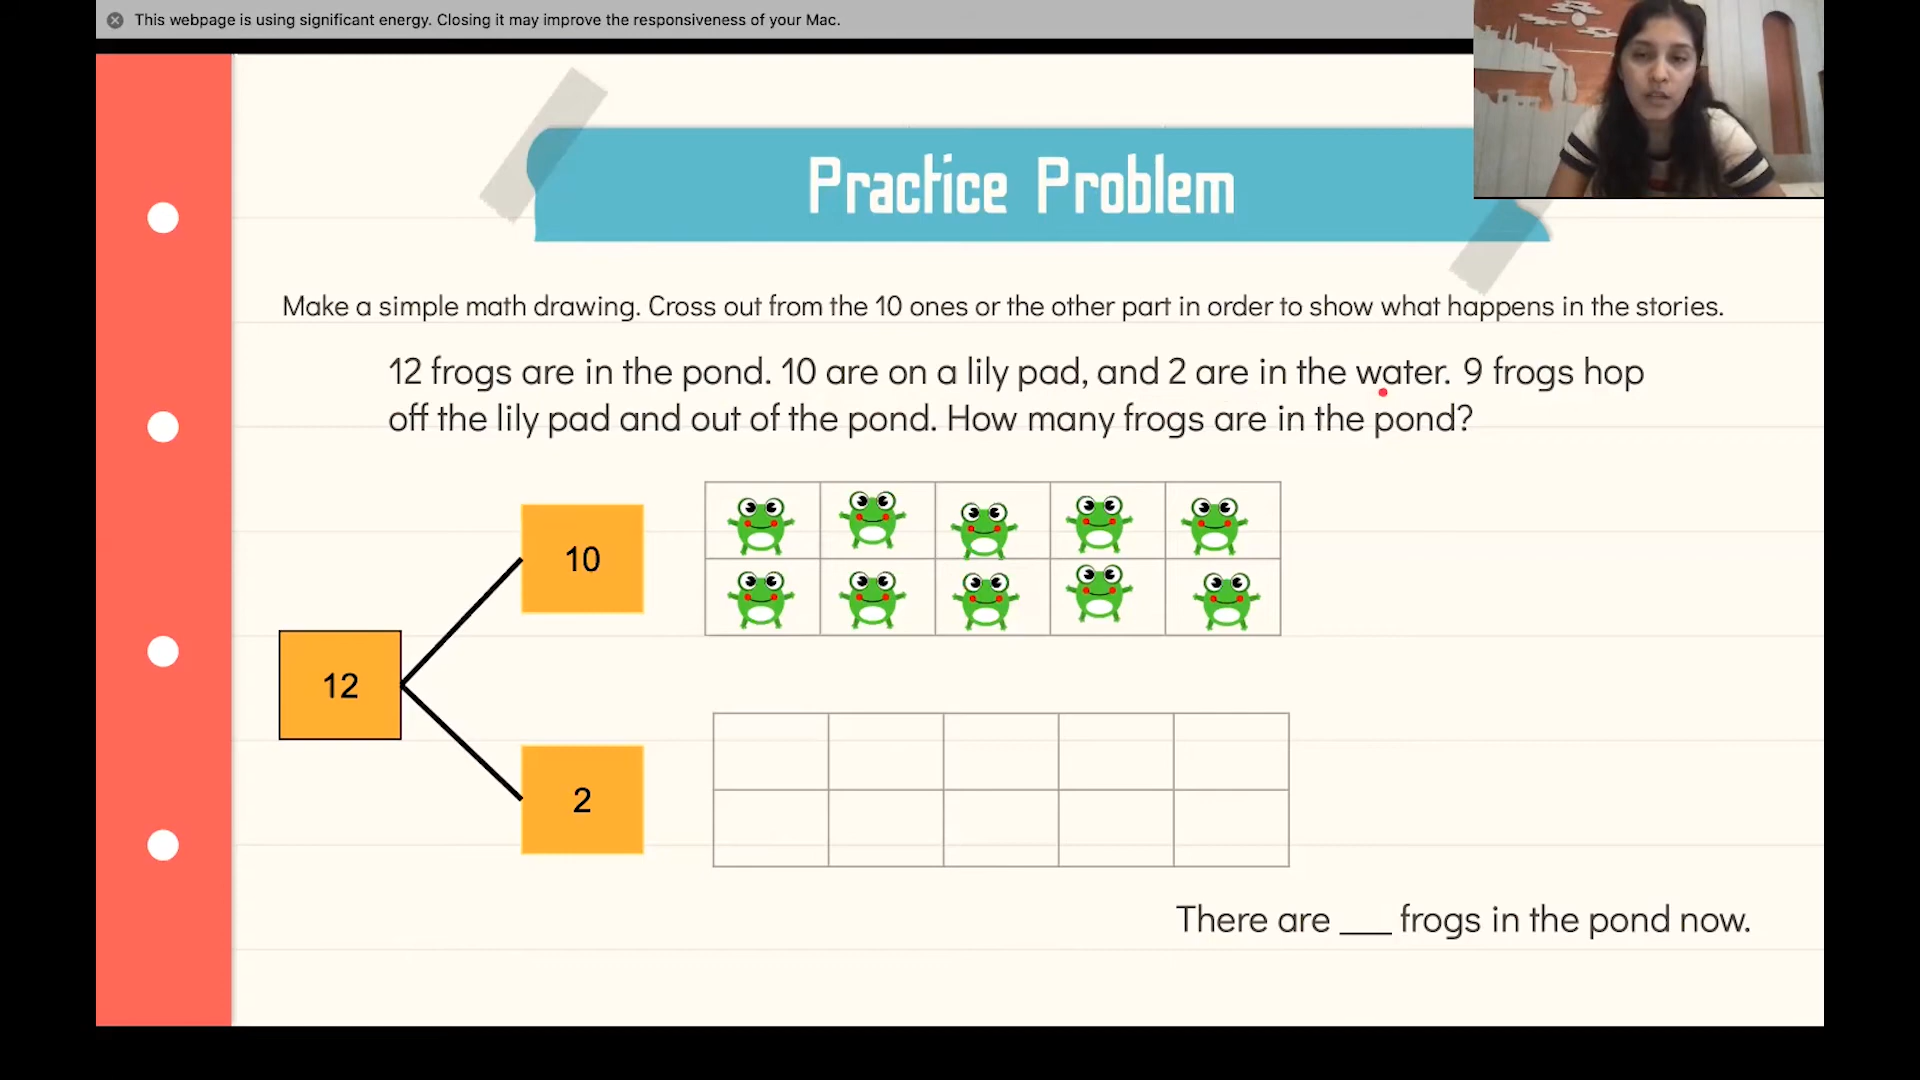 This webpage is using significant energy. Closing it may improve the responsiveness of your Mac.
Practice Problem
Make a simple math drawing. Cross out from the 10 ones or the other part in order to show what happens in the stories.
12 frogs are in the pond. 10 are on a lily pad, and 2 are in the water. 9 frogs hop
off the lily pad and out of the pond. How many frogs are in the pond?
10
12
2
There are ___ frogs in the pond now.